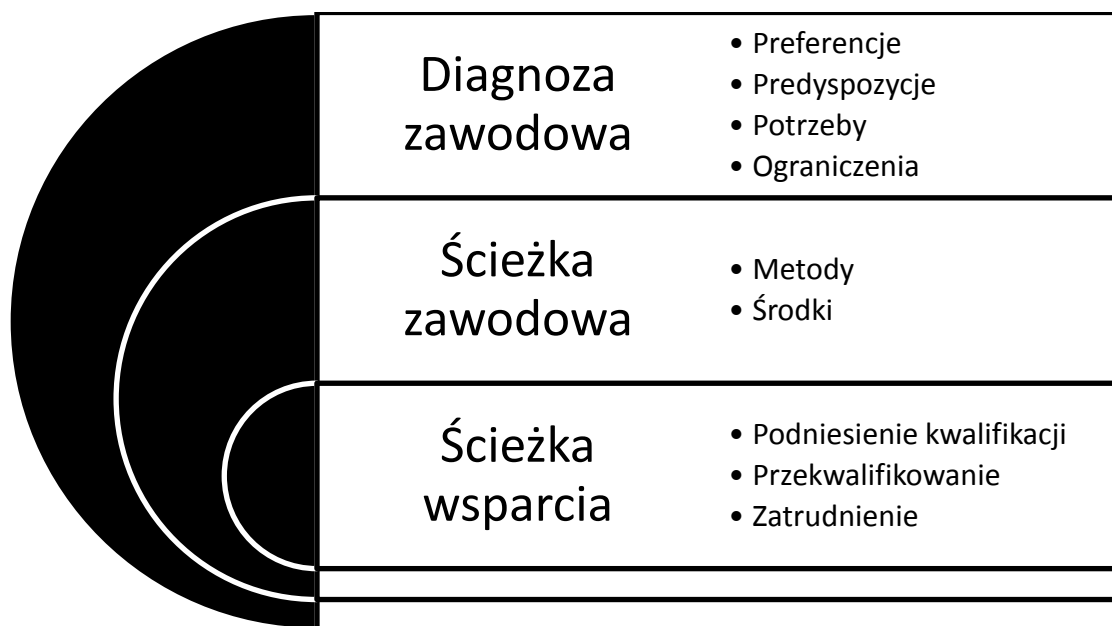 Diagnoza
zawodowa
• Preferencje
• Predyspozycje
• Potrzeby
• Ograniczenia
Ścieżka
zawodowa
• Metody
• Środki
Ścieżka
wsparcia
• Podniesienie kwalifikacji
• Przekwalifikowanie
• Zatrudnienie